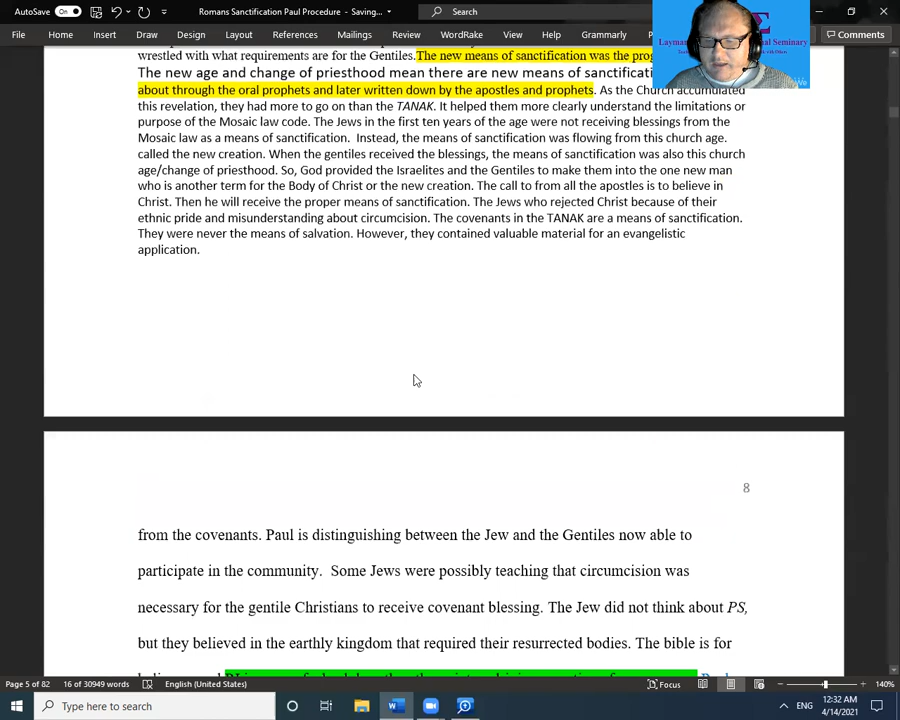 AutoSave On Romans Sanctification Paul Procedure - Saving... Search
File Home Insert Draw Design Layout References Mailings Review WordRake View Help Grammarly Comments
Layman Seminary
wrestled with what requirements are for the Gentiles. The new means of sanctification was the
The new age and change of priesthood mean there are new means of
about through the oral prophets and later written down by the apostles and prophets. As the Church accumulated
this revelation, they had more to go on than the TANAK. It helped them more clearly understand the limitations or
purpose of the Mosaic law code. The Jews in the first ten years of the age were not receiving blessings from the
Mosaic law as a means of sanctification. Instead, the means of sanctification was flowing from this church age.
called the new creation. When the gentiles received the blessings, the means of sanctification was also this church
age/change of priesthood. So, God provided the Israelites and the Gentiles to make them into the one new man
who is another term for the Body of Christ or the new creation. The call to from all the apostles is to believe in
Christ. Then he will receive the proper means of sanctification. The Jews who rejected Christ because of their
ethnic pride and misunderstanding about circumcision. The covenants in the TANAK are a means of sanctification.
They were never the means of salvation. However, they contained valuable material for an evangelistic
application.
8
from the covenants. Paul is distinguishing between the Jew and the Gentiles now able to
participate in the community. Some Jews were possibly teaching that circumcision was
necessary for the gentile Christians to receive covenant blessing. The Jew did not think about PS,
but they believed in the earthly kingdom that required their resurrected bodies. The bible is for
Page 5 of 82 16 of 30949 words English (United States) Focus 140%
Type here to search ENG 12:32 AM
4/14/2021